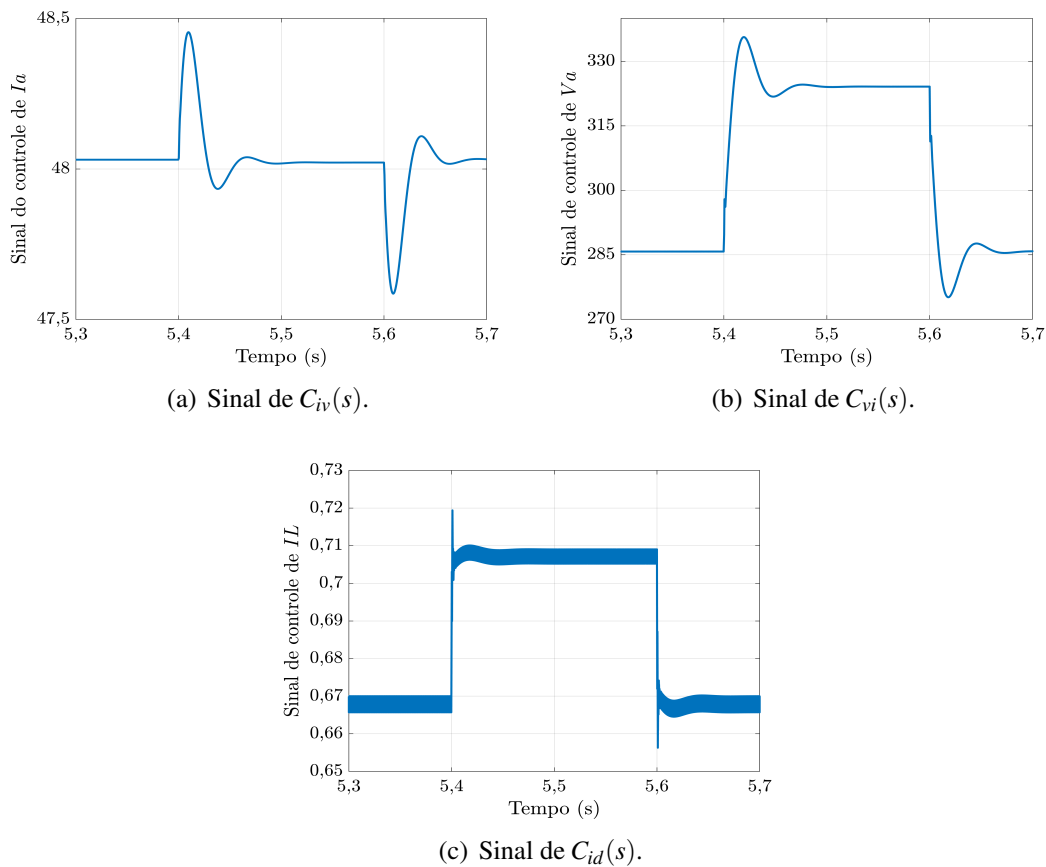 48,5
48
47,5
5,3 5,4 5,5 5,6 5,7
Tempo (s)
Sinal do controle de Ia
(a) Sinal de Civ(s).
330
315
300
285
270
5,3 5,4 5,5 5,6 5,7
Tempo (s)
Sinal de controle de Va
(b) Sinal de Cvi(s).
0,73
0,72
0,71
0,7
0,69
0,68
0,67
0,66
0,65
5,3 5,4 5,5 5,6 5,7
Tempo (s)
Sinal de controle de IL
(c) Sinal de Cid(s).